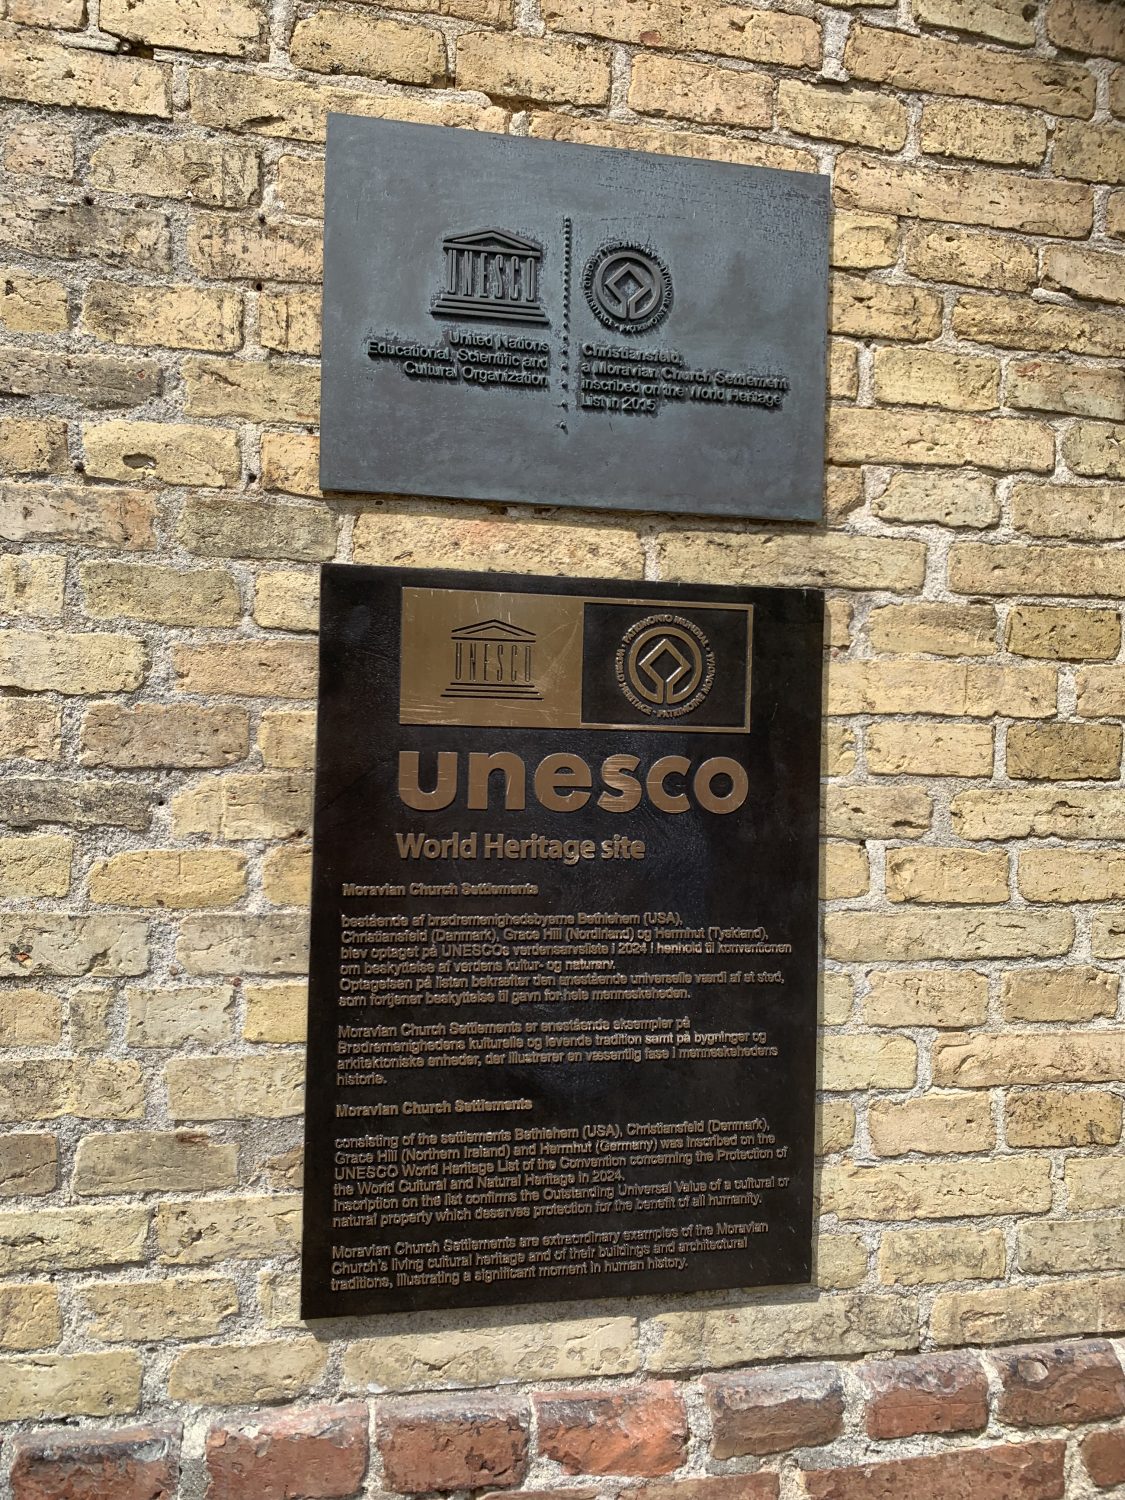 UNESCO
United Nations
Educational, Scientific and
Cultural Organization
Christiansfeld,
a Moravian Church Settlement
inscribed on the World Heritage
List in 2015
UNESCO
WORLD HERITAGE • PATRIMOINE MONDIAL • PATRIMONIO MUNDIAL
unesco
World Heritage site
Moravian Church Settlements
bestående af brødremenighedsbyerne Bethlehem (USA),
Christiansfeld (Danmark), Grace Hill (Nordirland) og Herrnhut (Tyskland),
blev optaget på UNESCOs verdensarvsliste i 2024 i henhold til konventionen
om beskyttelse af verdens kultur- og naturarv.
Optagelsen på listen bekræfter den enestående universelle værdi af et sted,
som fortjener beskyttelse til gavn for hele menneskeheden.
Moravian Church Settlements er enestående eksempler på
Brødremenighedens kulturelle og levende tradition samt på bygninger og
arkitektoniske enheder, der illustrerer en væsentlig fase i menneskehedens
historie.
Moravian Church Settlements
consisting of the settlements Bethlehem (USA), Christiansfeld (Denmark),
Grace Hill (Northern Ireland) and Herrnhut (Germany) was inscribed on the
UNESCO World Heritage List of the Convention concerning the Protection of
the World Cultural and Natural Heritage in 2024.
Inscription on the list confirms the Outstanding Universal Value of a cultural or
natural property which deserves protection for the benefit of all humanity.
Moravian Church Settlements are extraordinary examples of the Moravian
Church's living cultural heritage and of their buildings and architectural
traditions, illustrating a significant moment in human history.